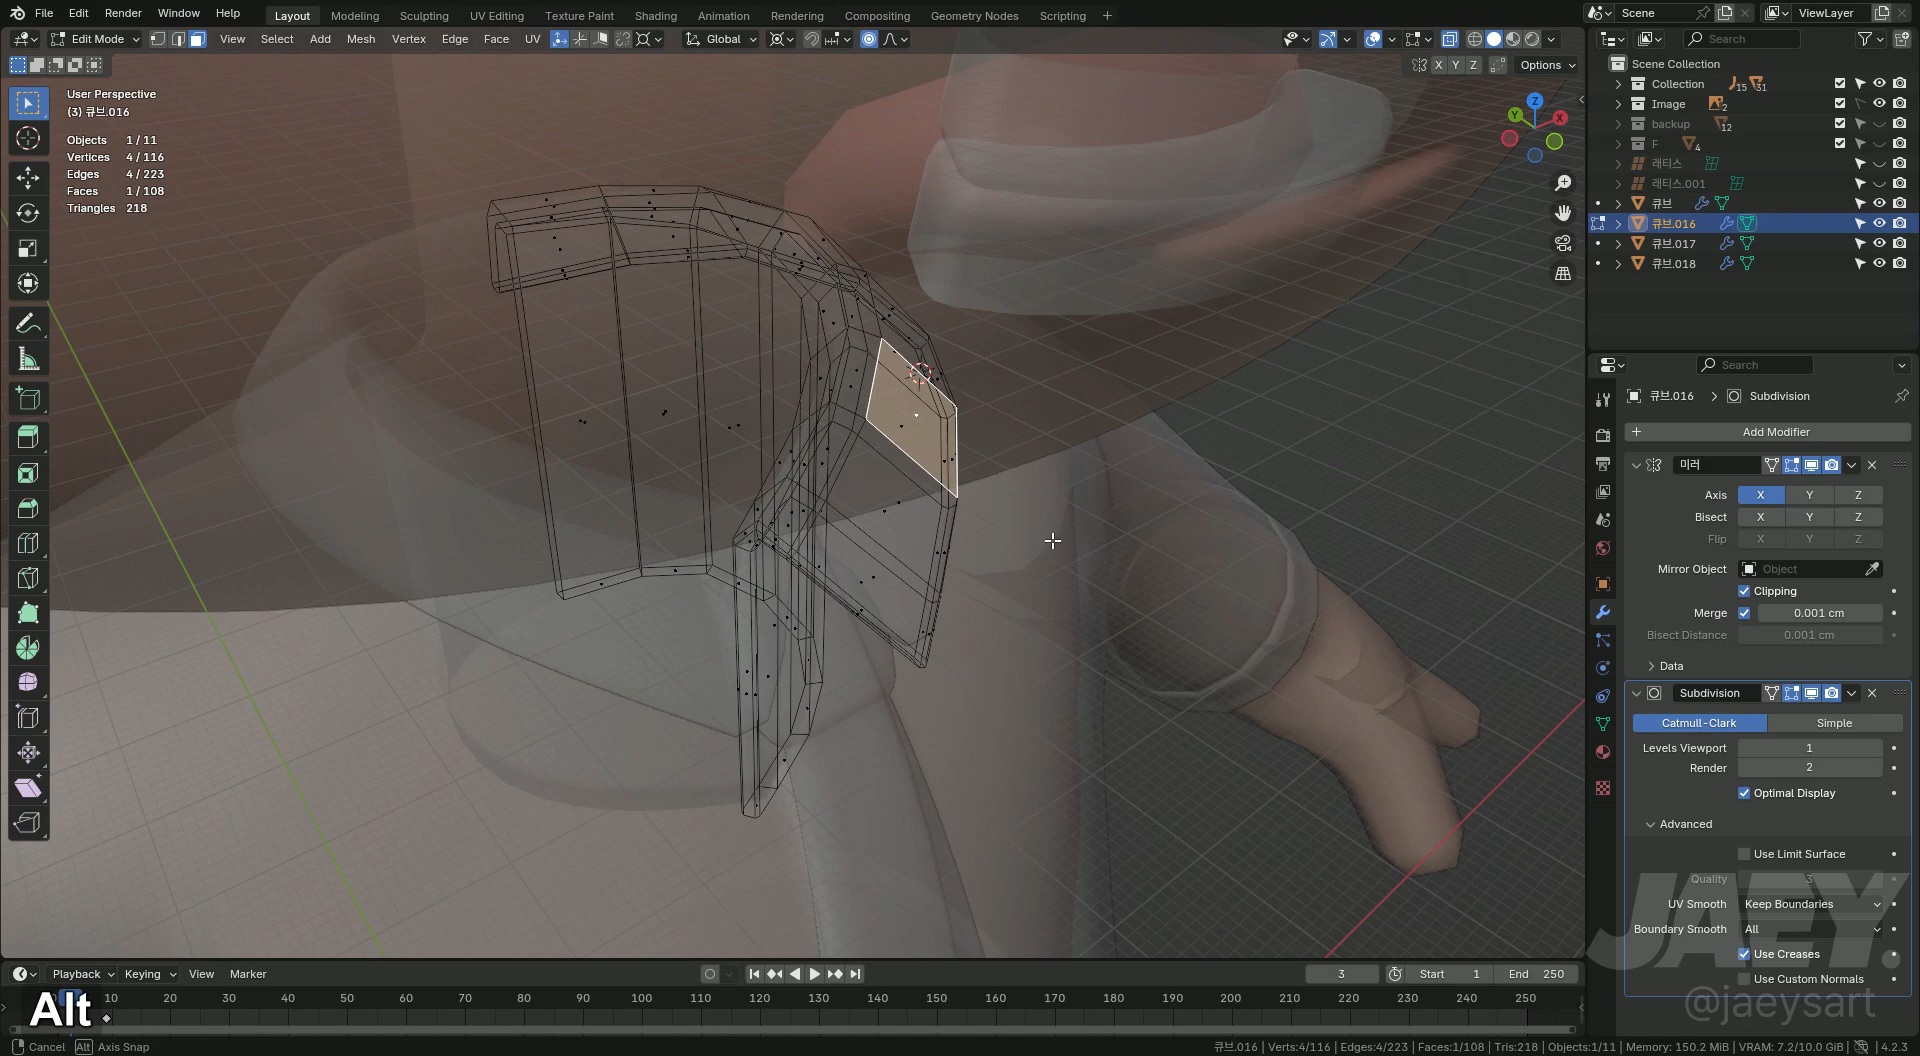 File Edit Render Window Help Layout Modeling Sculpting UV Editing Texture Paint Shading Animation Rendering Compositing Geometry Nodes Scripting + Scene ViewLayer
Edit Mode View Select Add Mesh Vertex Edge Face UV Global Search
X Y Z Options
Scene Collection
User Perspective
(3) 큐브.016
Objects 1 / 11
Vertices 4 / 116
Edges 4 / 223
Faces 1 / 108
Triangles 218
Z
Y
X
Collection 15 31
Image 2
backup 12
F 4
래티스
래티스.001
큐브
큐브.016
큐브.017
큐브.018
Search
큐브.016 > Subdivision
+ Add Modifier
미러
Axis X Y Z
Bisect X Y Z
Flip X Y Z
Mirror Object Object
Clipping
Merge 0.001 cm
Bisect Distance 0.001 cm
Data
Subdivision
Catmull-Clark Simple
Levels Viewport 1
Render 2
Optimal Display
Advanced
Use Limit Surface
Quality 3
UV Smooth Keep Boundaries
Boundary Smooth All
Use Creases
Use Custom Normals
JAEY.
@jaeysart
Playback Keying View Marker 3 Start 1 End 250
10 20 30 40 50 60 70 80 90 100 110 120 130 140 150 160 170 180 190 200 210 220 230 240 250
Alt
Cancel Alt Axis Snap 큐브.016 | Verts:4/116 | Edges:4/223 | Faces:1/108 | Tris:218 | Objects:1/11 | Memory: 150.2 MiB | VRAM: 7.2/10.0 GiB | 4.2.3